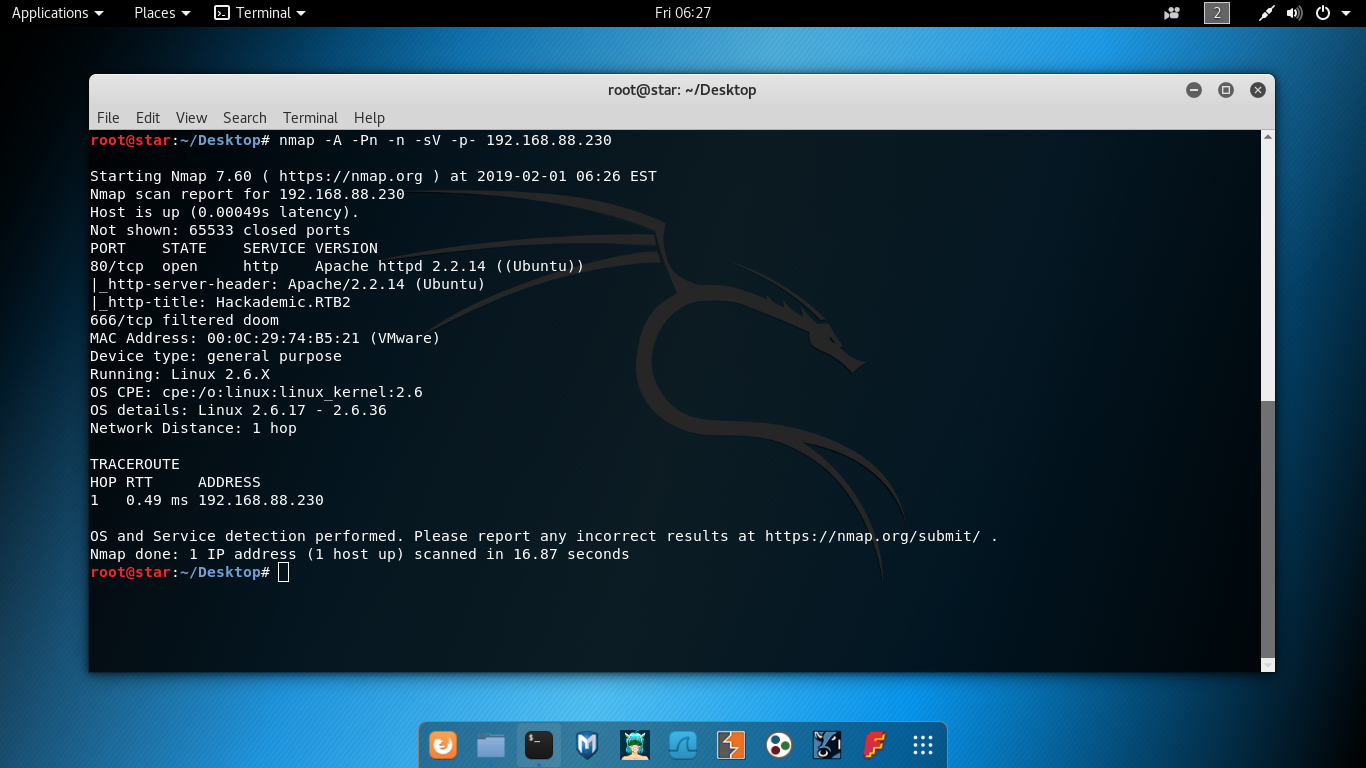 Applications Places Terminal Fri 06:27 2
root@star: ~/Desktop
File Edit View Search Terminal Help
root@star:~/Desktop# nmap -A -Pn -n -sV -p- 192.168.88.230
Starting Nmap 7.60 ( https://nmap.org ) at 2019-02-01 06:26 EST
Nmap scan report for 192.168.88.230
Host is up (0.00049s latency).
Not shown: 65533 closed ports
PORT    STATE    SERVICE VERSION
80/tcp  open     http    Apache httpd 2.2.14 ((Ubuntu))
|_http-server-header: Apache/2.2.14 (Ubuntu)
|_http-title: Hackademic.RTB2
666/tcp filtered doom
MAC Address: 00:0C:29:74:B5:21 (VMware)
Device type: general purpose
Running: Linux 2.6.X
OS CPE: cpe:/o:linux:linux_kernel:2.6
OS details: Linux 2.6.17 - 2.6.36
Network Distance: 1 hop
TRACEROUTE
HOP RTT     ADDRESS
1   0.49 ms 192.168.88.230
OS and Service detection performed. Please report any incorrect results at https://nmap.org/submit/ .
Nmap done: 1 IP address (1 host up) scanned in 16.87 seconds
root@star:~/Desktop#